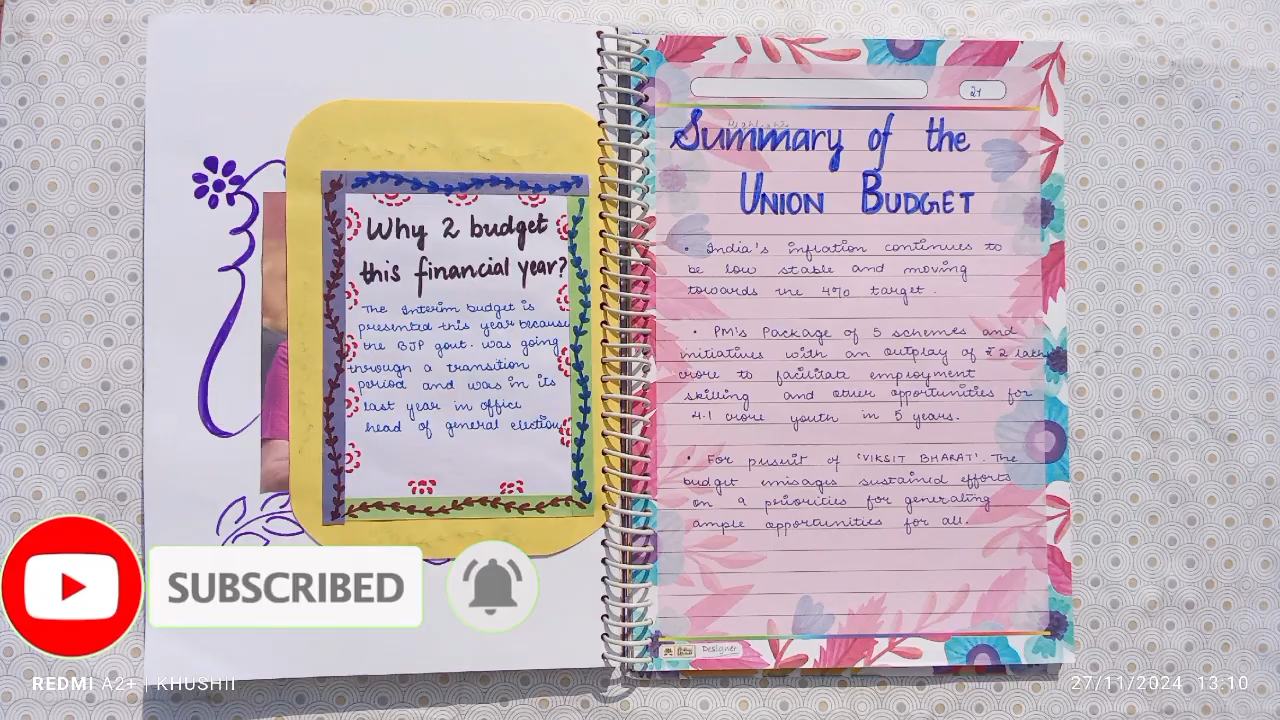 Why 2 budget
this financial year?
The Interim budget is
presented this year because
the BJP govt. was going
through a transition
period and was in its
last year in office
head of general election
21
Highlights
Summary of the
UNION BUDGET
• India's inflation continues to
be low stable and moving
towards the 4% target.
• PM's Package of 5 schemes and
initiatives with an outplay of ₹2 lakh
crore to facilitate employment
skilling and other opportunities for
4.1 crore youth in 5 years.
• For pusuit of 'VIKSIT BHARAT'. The
budget envisages sustained efforts
on 9 priorities for generating
ample opportunities for all.
Designer
SUBSCRIBED
REDMI A2+ | KHUSHII
27/11/2024 13:10